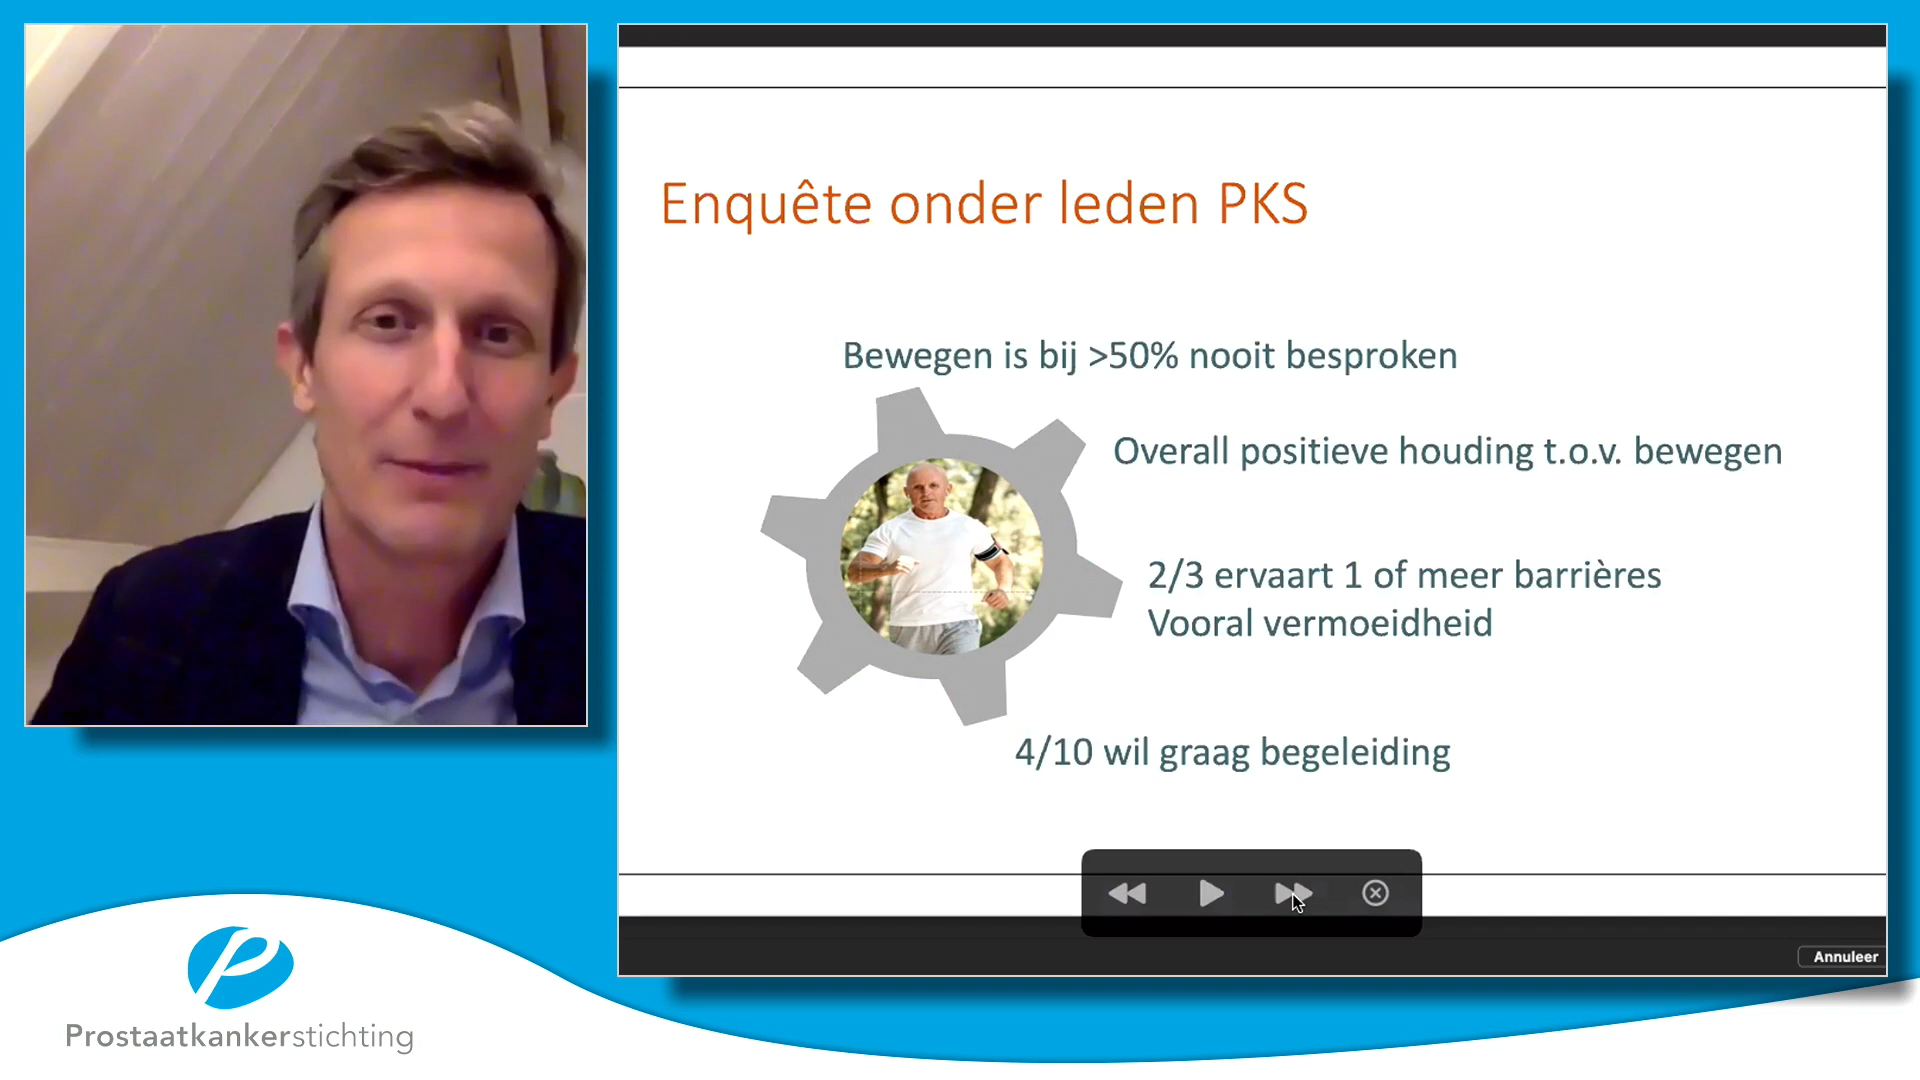 Enquête onder leden PKS
Bewegen is bij >50% nooit besproken
Overall positieve houding t.o.v. bewegen
2/3 ervaart 1 of meer barrières
Vooral vermoeidheid
4/10 wil graag begeleiding
Annuleer
Prostaatkankerstichting